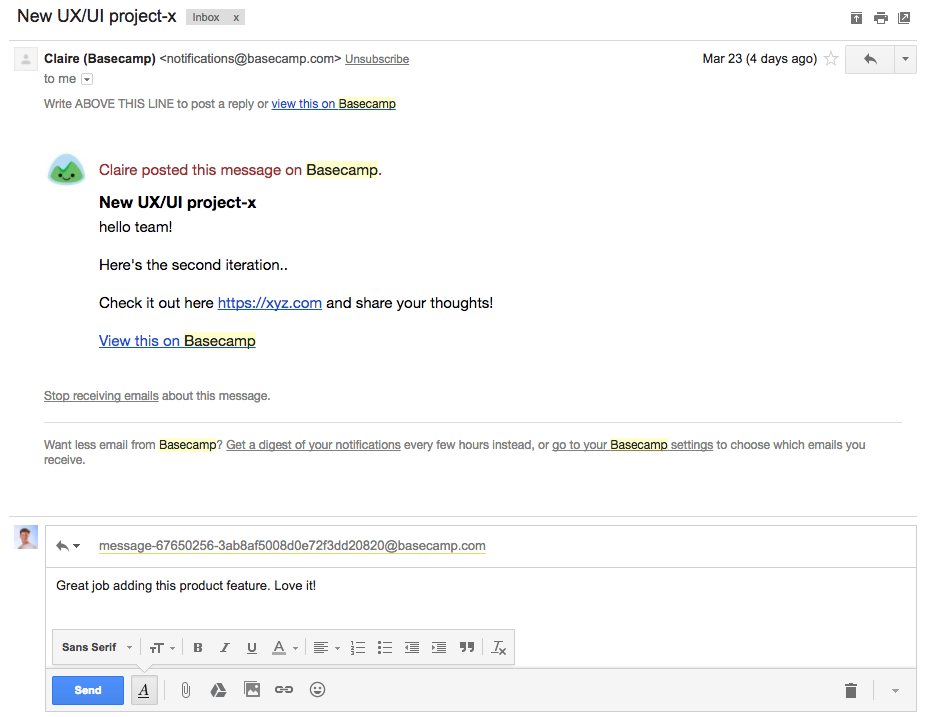 New UX/UI project-x Inbox x
Claire (Basecamp) <notifications@basecamp.com> Unsubscribe Mar 23 (4 days ago)
to me
Write ABOVE THIS LINE to post a reply or view this on Basecamp
Claire posted this message on Basecamp.
New UX/UI project-x
hello team!
Here's the second iteration..
Check it out here https://xyz.com and share your thoughts!
View this on Basecamp
Stop receiving emails about this message.
Want less email from Basecamp? Get a digest of your notifications every few hours instead, or go to your Basecamp settings to choose which emails you
receive.
message-67650256-3ab8af5008d0e72f3dd20820@basecamp.com
Great job adding this product feature. Love it!
Sans Serif TT B I U A Tx
Send A